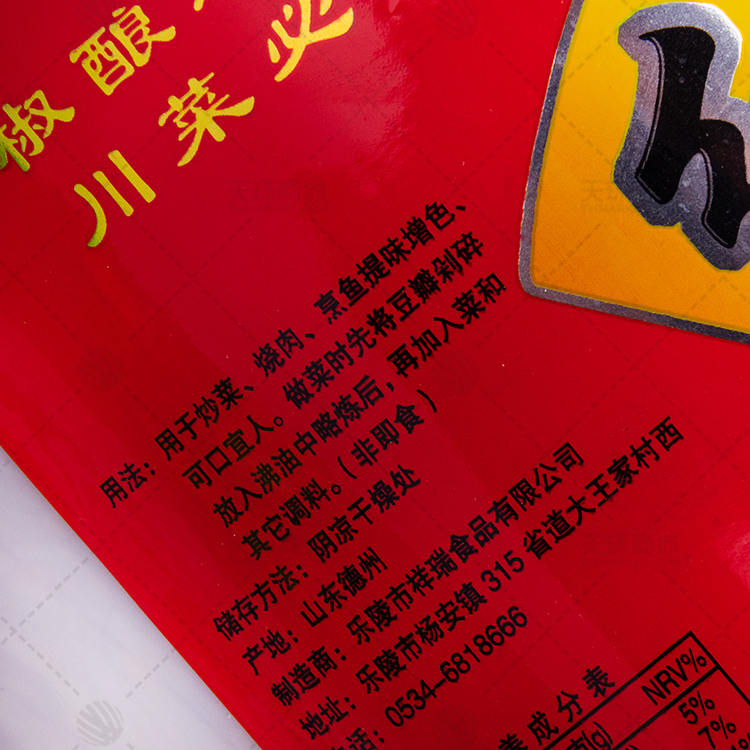 椒酿
川菜必
用法：用于炒菜、烧肉、烹鱼提味增色、
可口宜人。做菜时先将豆瓣剁碎
放入沸油中略炼后，再加入菜和
其它调料。(非即食)
储存方法：阴凉干燥处
产地：山东德州
制造商：乐陵市祥瑞食品有限公司
地址：乐陵市杨安镇315省道大王家村西
话：0534-6818666
养成分表
(g) NRV%
5%
7%